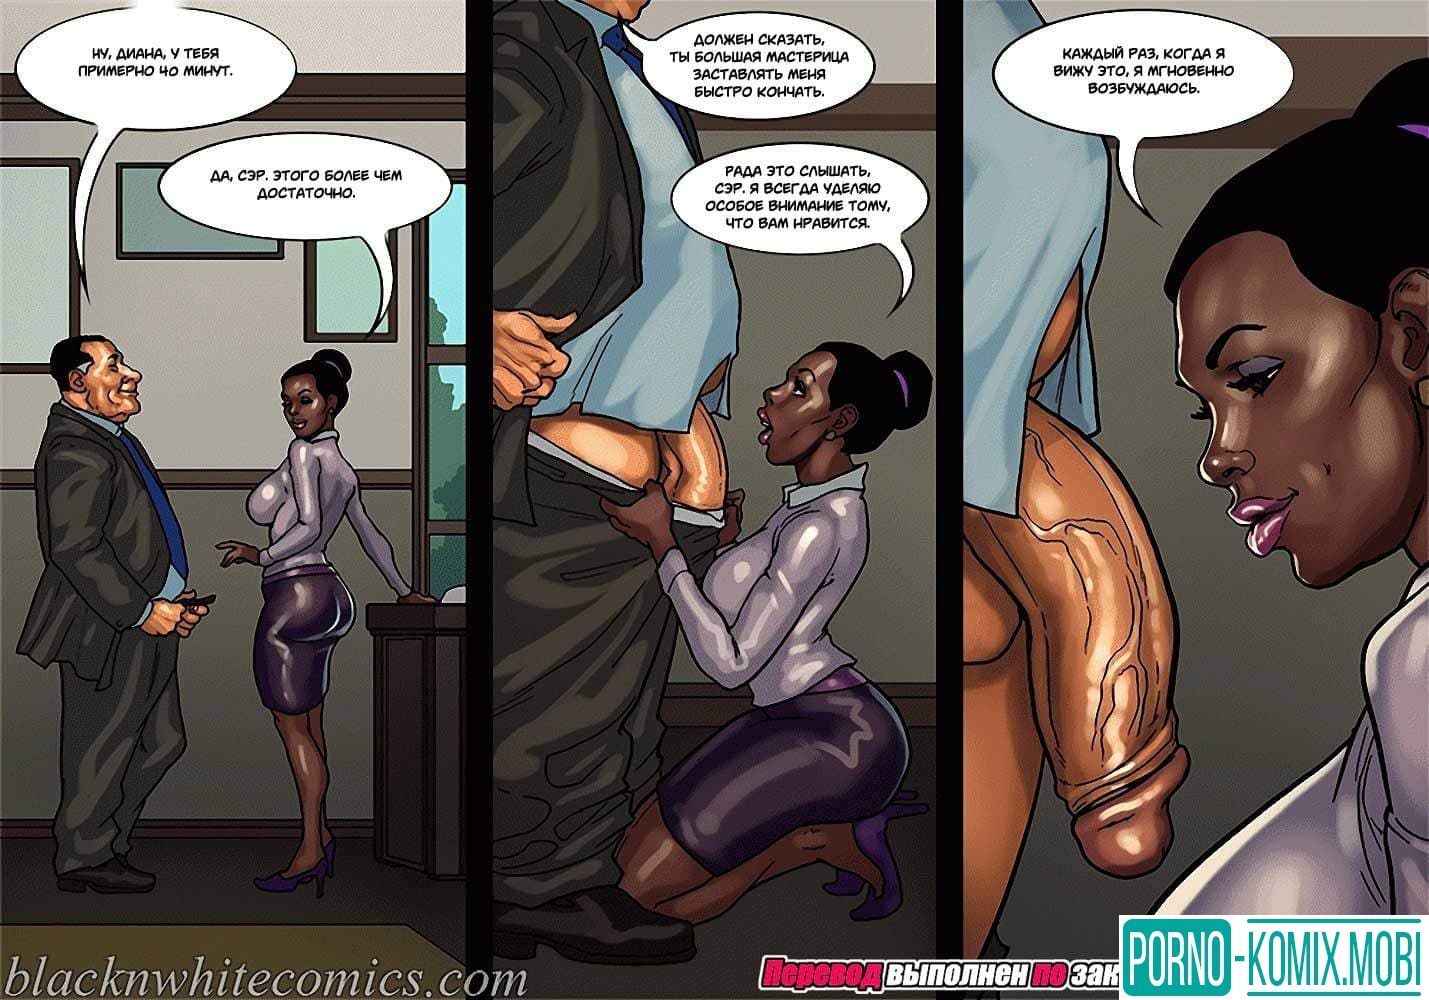 НУ, ДИАНА, У ТЕБЯ
ПРИМЕРНО 40 МИНУТ.
ДА, СЭР. ЭТОГО БОЛЕЕ ЧЕМ
ДОСТАТОЧНО.
ДОЛЖЕН СКАЗАТЬ,
ТЫ БОЛЬШАЯ МАСТЕРИЦА
ЗАСТАВЛЯТЬ МЕНЯ
БЫСТРО КОНЧАТЬ.
РАДА ЭТО СЛЫШАТЬ,
СЭР. Я ВСЕГДА УДЕЛЯЮ
ОСОБОЕ ВНИМАНИЕ ТОМУ,
ЧТО ВАМ НРАВИТСЯ.
КАЖДЫЙ РАЗ, КОГДА Я
ВИЖУ ЭТО, Я МГНОВЕННО
ВОЗБУЖДАЮСЬ.
blacknwhitecomics.com
Перевод выполнен по зак
PORNO-KOMIX.MOBI